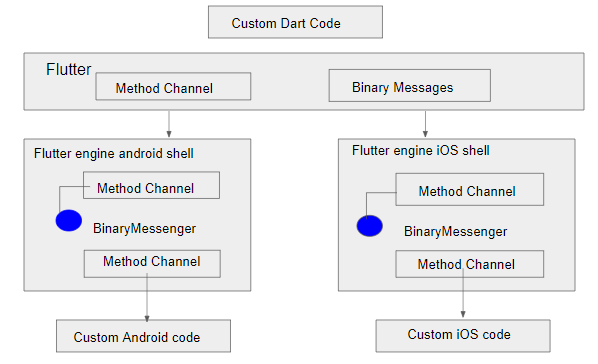 Custom Dart Code
Flutter
Method Channel
Binary Messages
Flutter engine android shell
Method Channel
BinaryMessenger
Method Channel
Custom Android code
Flutter engine iOS shell
Method Channel
BinaryMessenger
Method Channel
Custom iOS code